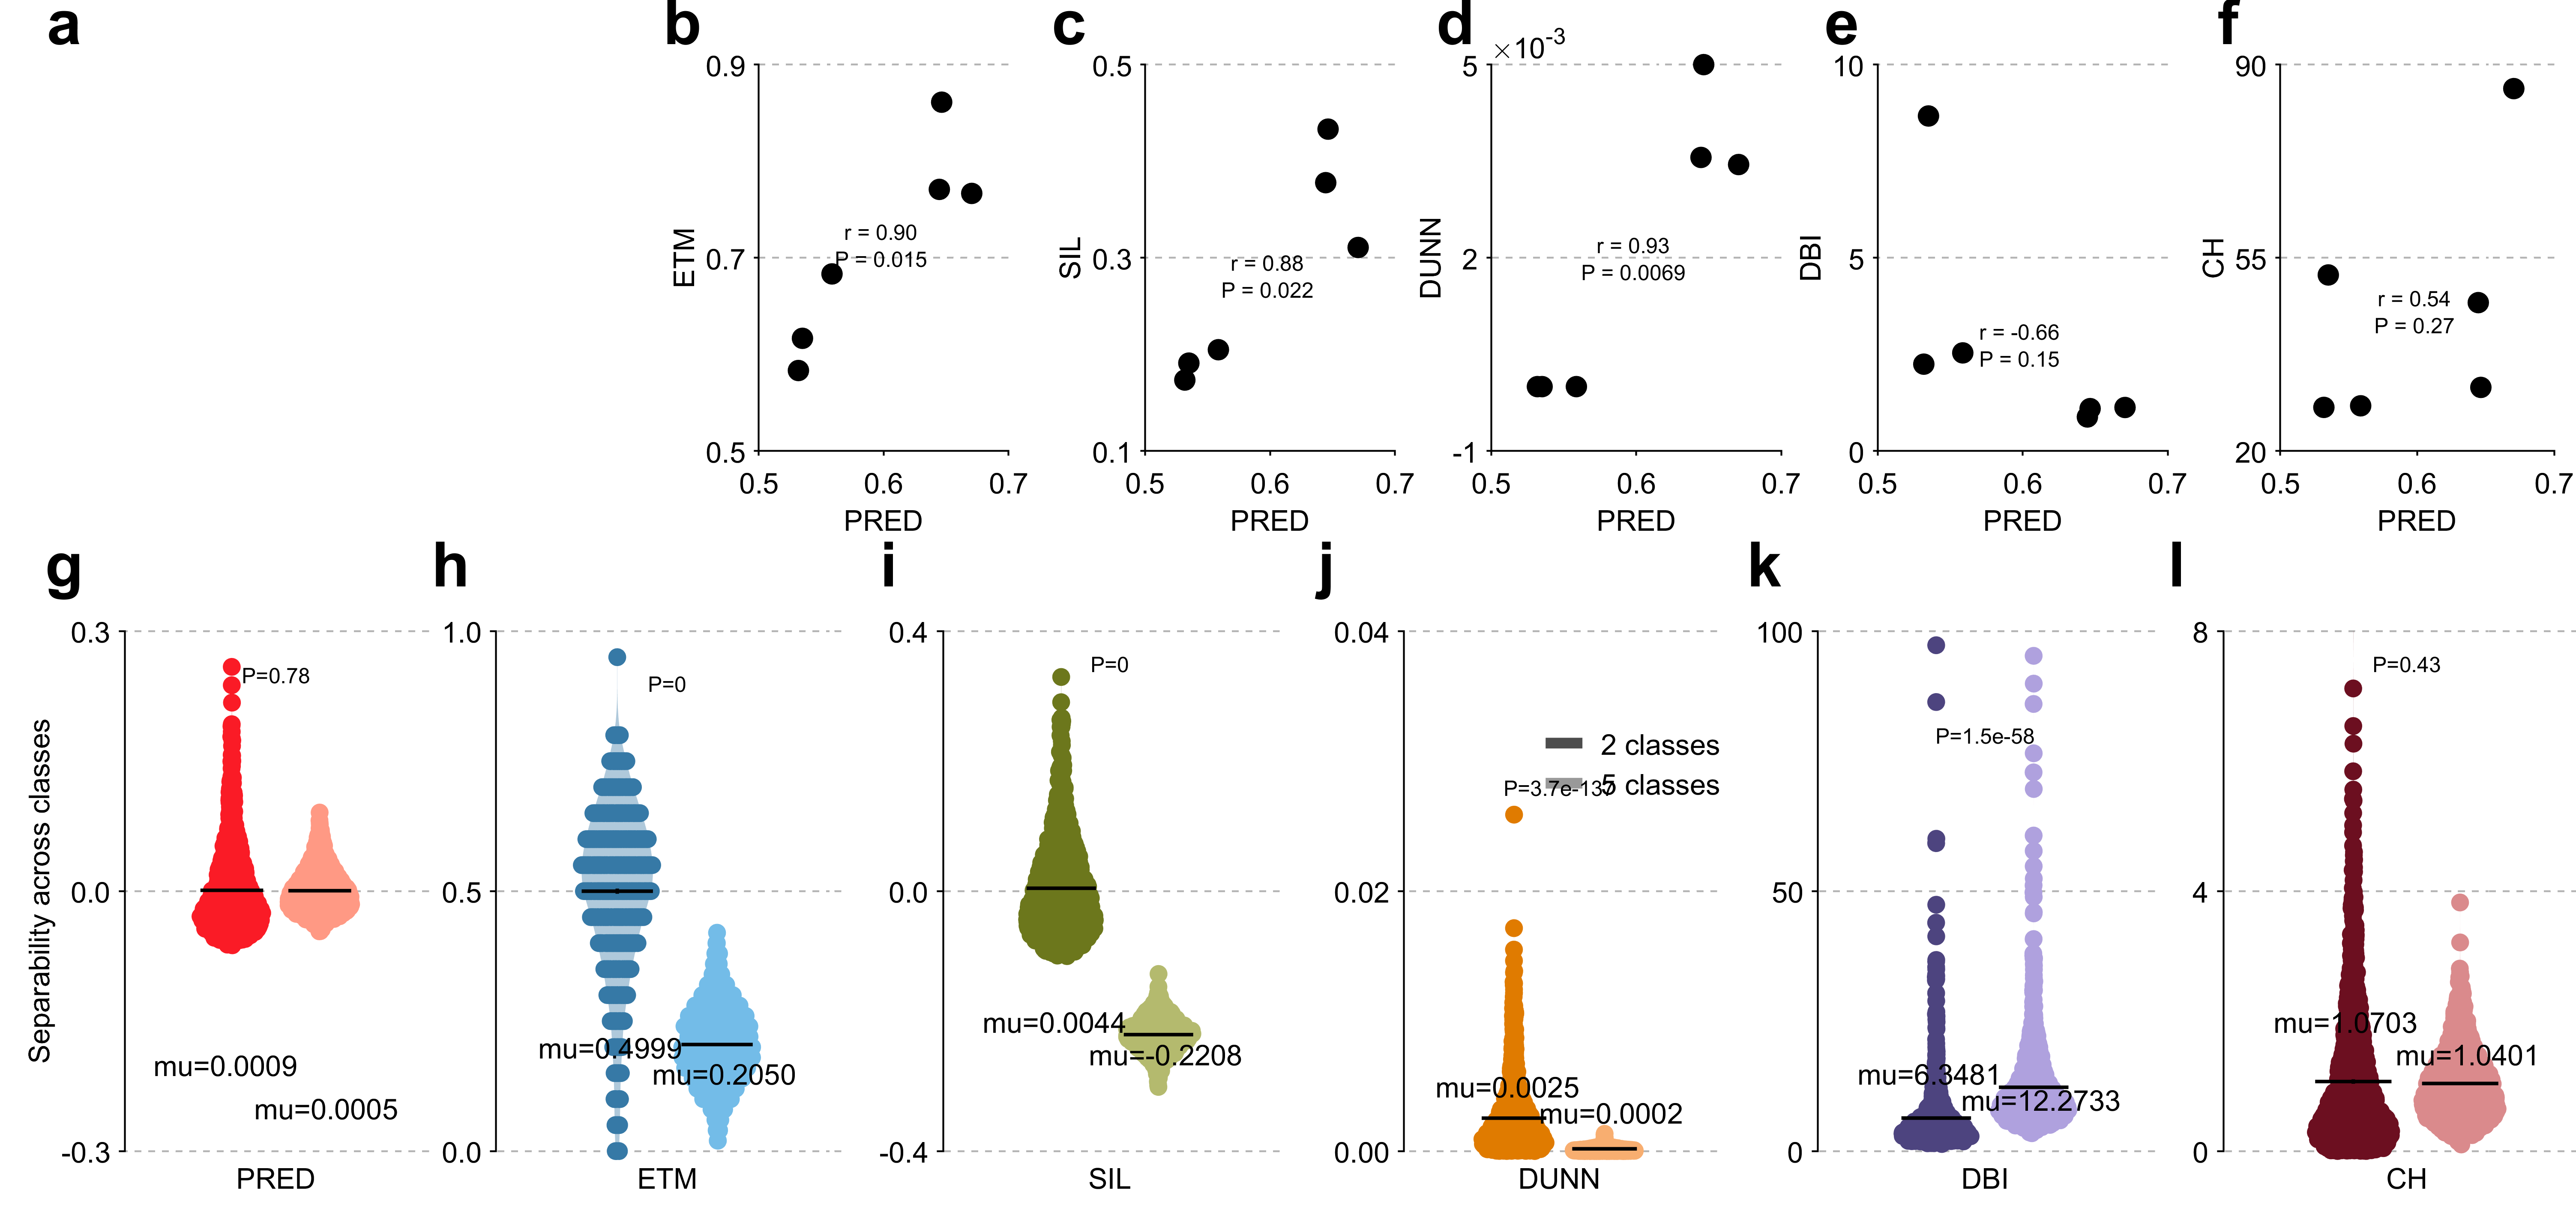 a
b
c
d
e
f
×10-3
0.9
0.7
0.5
ETM
r = 0.90
P = 0.015
0.5 0.6 0.7
PRED
0.5
0.3
0.1
SIL
r = 0.88
P = 0.022
0.5 0.6 0.7
PRED
5
2
-1
DUNN
r = 0.93
P = 0.0069
0.5 0.6 0.7
PRED
10
5
0
DBI
r = -0.66
P = 0.15
0.5 0.6 0.7
PRED
90
55
20
CH
r = 0.54
P = 0.27
0.5 0.6 0.7
PRED
g
h
i
j
k
l
Separability across classes
0.3
0.0
-0.3
P=0.78
mu=0.0009
mu=0.0005
PRED
1.0
0.5
0.0
P=0
mu=0.4999
mu=0.2050
ETM
0.4
0.0
-0.4
P=0
mu=0.0044
mu=-0.2208
SIL
0.04
0.02
0.00
2 classes
5 classes
P=3.7e-137
mu=0.0025
mu=0.0002
DUNN
100
50
0
P=1.5e-58
mu=6.3481
mu=12.2733
DBI
8
4
0
P=0.43
mu=1.0703
mu=1.0401
CH